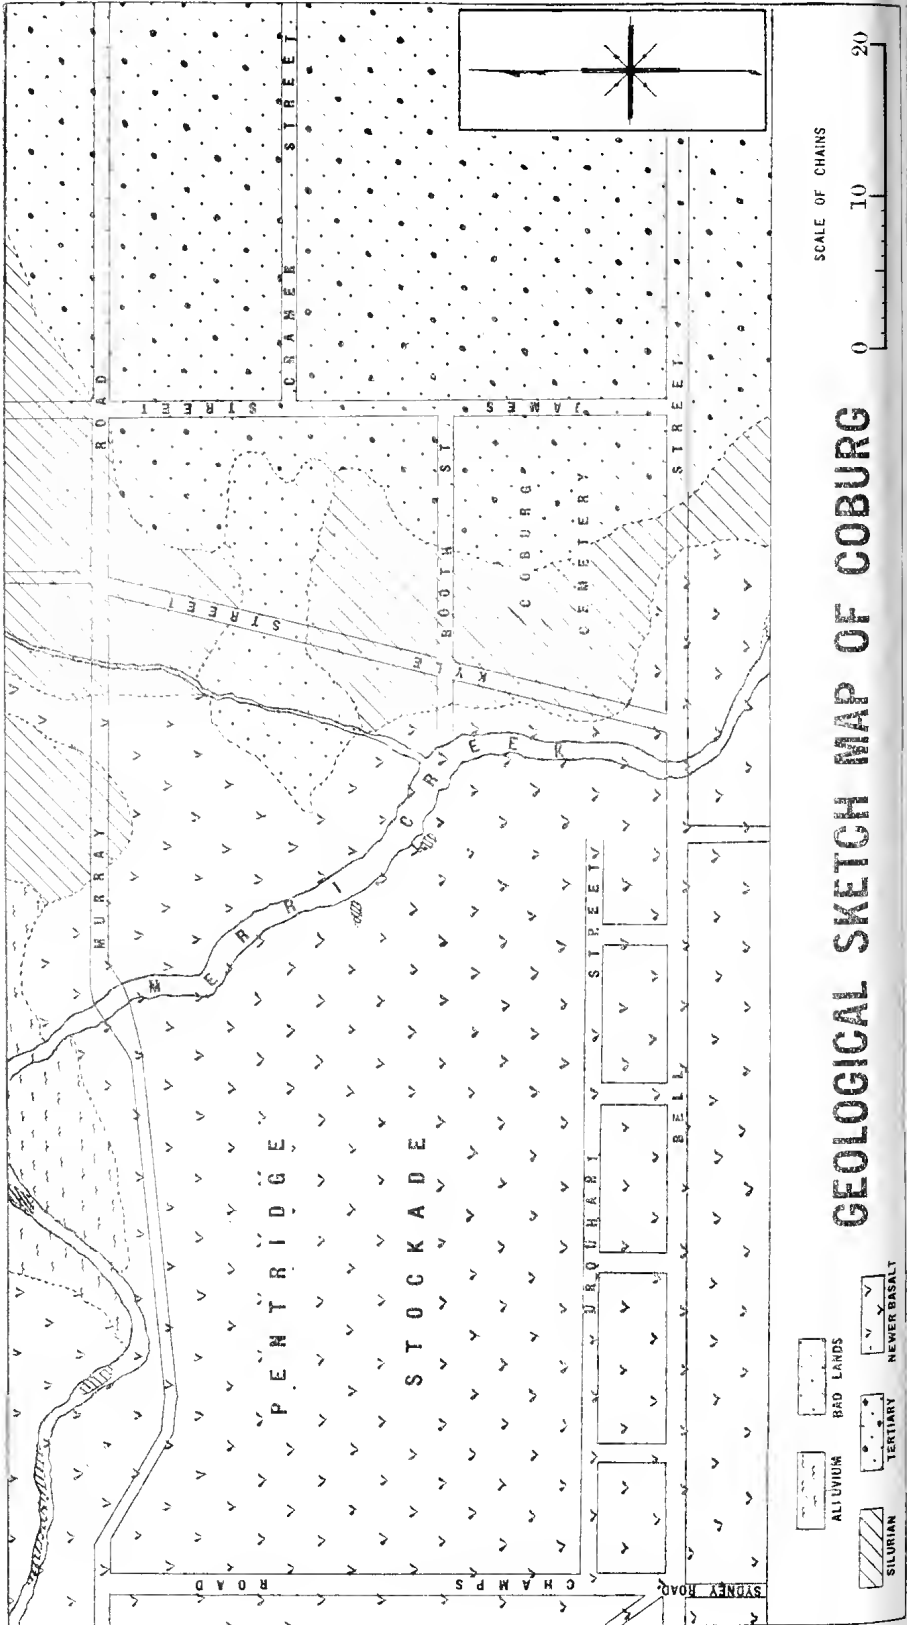 MURRAY ROAD
CRAMER STREET
STREET
JAMES
BOOTH ST
COBURG
CEMETERY
KYLE STREET
MERRI CREEK
PENTRIDGE
STOCKADE
URQUHART STREET
BELL STREET
CHAMPS ROAD
SYDNEY ROAD
GEOLOGICAL SKETCH MAP OF COBURG
SCALE OF CHAINS
0 10 20
ALLUVIUM
BAD LANDS
SILURIAN
TERTIARY
NEWER BASALT